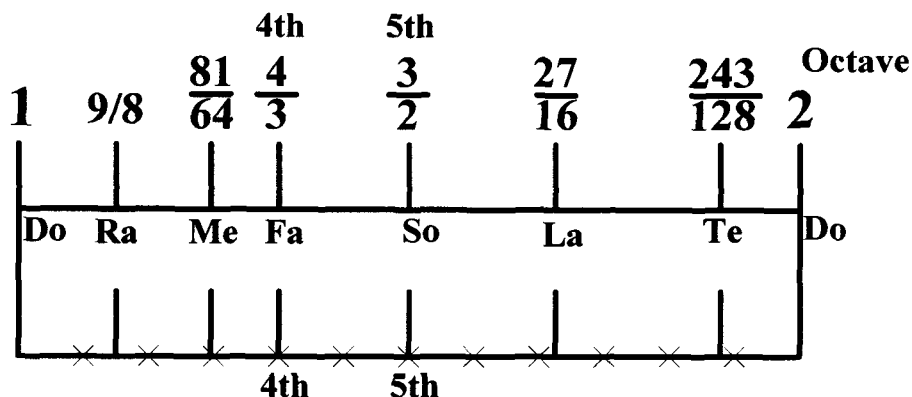 4th 5th
1 9/8 81/64 4/3 3/2 27/16 243/128 2 Octave
Do Ra Me Fa So La Te Do
4th 5th